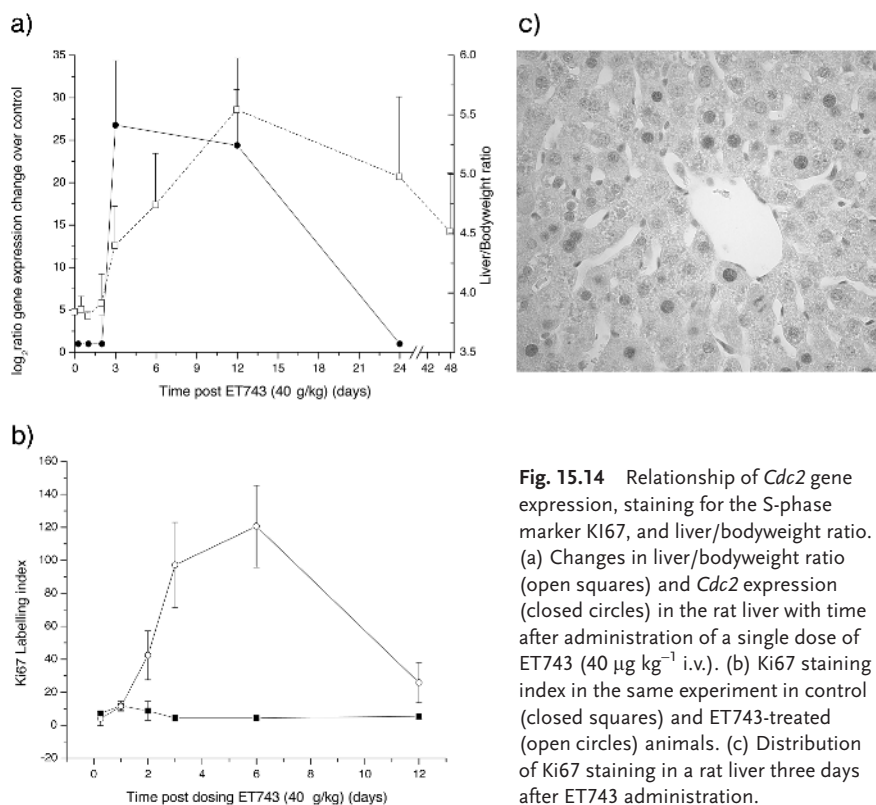 a)
c)
log2 ratio gene expression change over control
35
30
25
20
15
10
5
0
6.0
5.5
5.0
4.5
4.0
3.5
Liver/Bodyweight ratio
0 3 6 9 12 15 18 21 24 42 48
Time post ET743 (40 g/kg) (days)
b)
Ki67 Labelling index
160
140
120
100
80
60
40
20
0
-20
0 2 4 6 8 10 12
Time post dosing ET743 (40 g/kg) (days)
Fig. 15.14 Relationship of Cdc2 gene
expression, staining for the S-phase
marker KI67, and liver/bodyweight ratio.
(a) Changes in liver/bodyweight ratio
(open squares) and Cdc2 expression
(closed circles) in the rat liver with time
after administration of a single dose of
ET743 (40 μg kg⁻¹ i.v.). (b) Ki67 staining
index in the same experiment in control
(closed squares) and ET743-treated
(open circles) animals. (c) Distribution
of Ki67 staining in a rat liver three days
after ET743 administration.